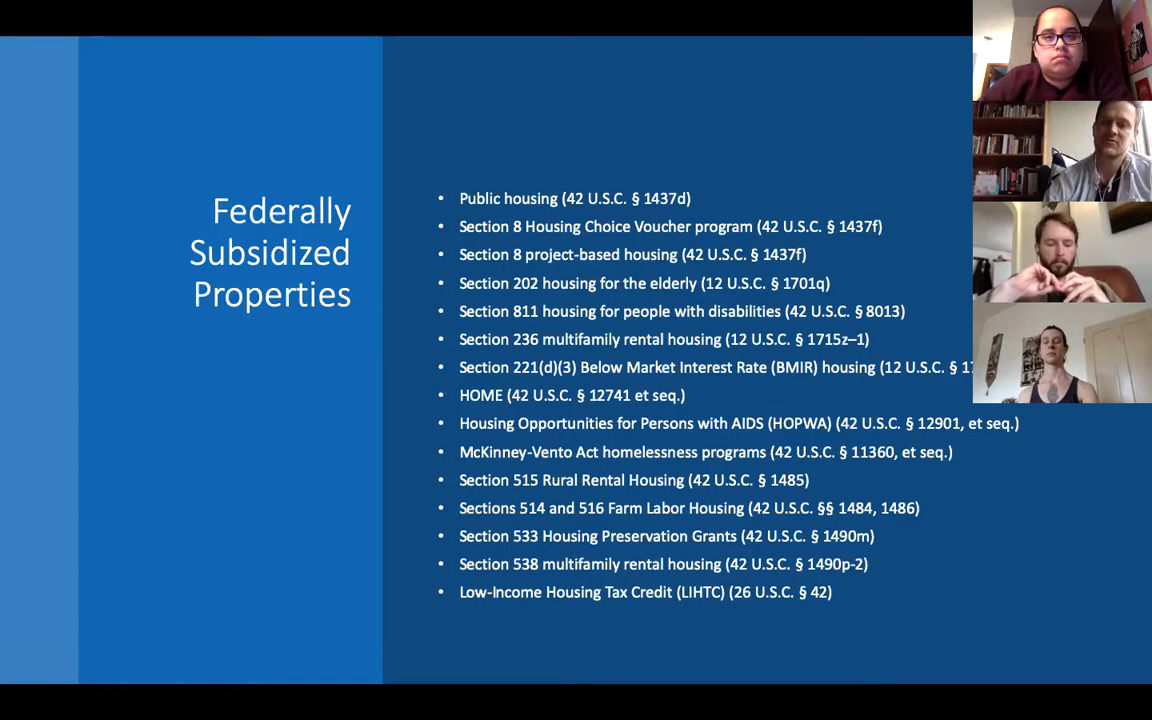 Federally
Subsidized
Properties
• Public housing (42 U.S.C. § 1437d)
• Section 8 Housing Choice Voucher program (42 U.S.C. § 1437f)
• Section 8 project-based housing (42 U.S.C. § 1437f)
• Section 202 housing for the elderly (12 U.S.C. § 1701q)
• Section 811 housing for people with disabilities (42 U.S.C. § 8013)
• Section 236 multifamily rental housing (12 U.S.C. § 1715z–1)
• Section 221(d)(3) Below Market Interest Rate (BMIR) housing (12 U.S.C. §
• HOME (42 U.S.C. § 12741 et seq.)
• Housing Opportunities for Persons with AIDS (HOPWA) (42 U.S.C. § 12901, et seq.)
• McKinney-Vento Act homelessness programs (42 U.S.C. § 11360, et seq.)
• Section 515 Rural Rental Housing (42 U.S.C. § 1485)
• Sections 514 and 516 Farm Labor Housing (42 U.S.C. §§ 1484, 1486)
• Section 533 Housing Preservation Grants (42 U.S.C. § 1490m)
• Section 538 multifamily rental housing (42 U.S.C. § 1490p-2)
• Low-Income Housing Tax Credit (LIHTC) (26 U.S.C. § 42)